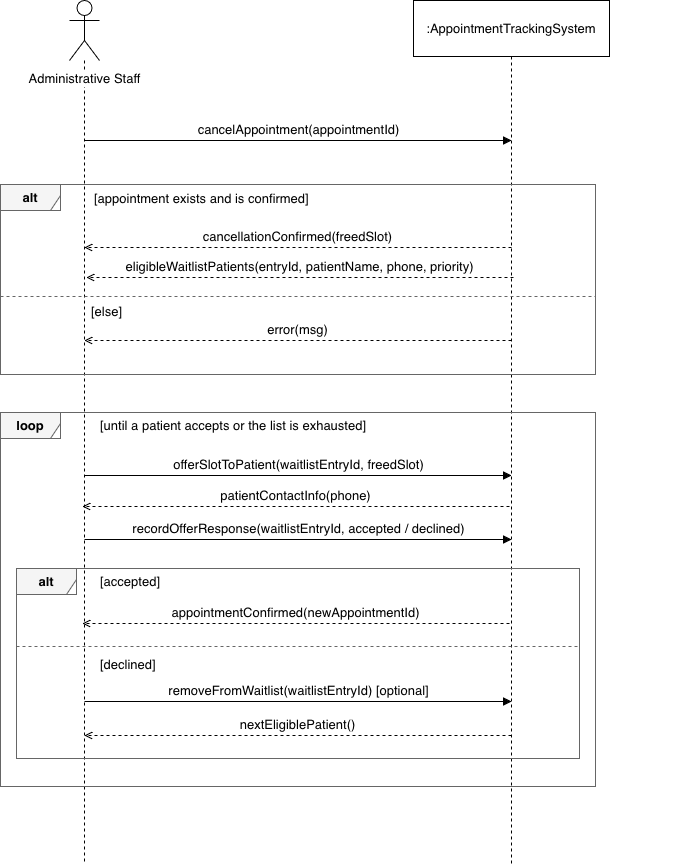 :AppointmentTrackingSystem
Administrative Staff
cancelAppointment(appointmentId)
alt
[appointment exists and is confirmed]
cancellationConfirmed(freedSlot)
eligibleWaitlistPatients(entryId, patientName, phone, priority)
[else]
error(msg)
loop
[until a patient accepts or the list is exhausted]
offerSlotToPatient(waitlistEntryId, freedSlot)
patientContactInfo(phone)
recordOfferResponse(waitlistEntryId, accepted / declined)
alt
[accepted]
appointmentConfirmed(newAppointmentId)
[declined]
removeFromWaitlist(waitlistEntryId) [optional]
nextEligiblePatient()